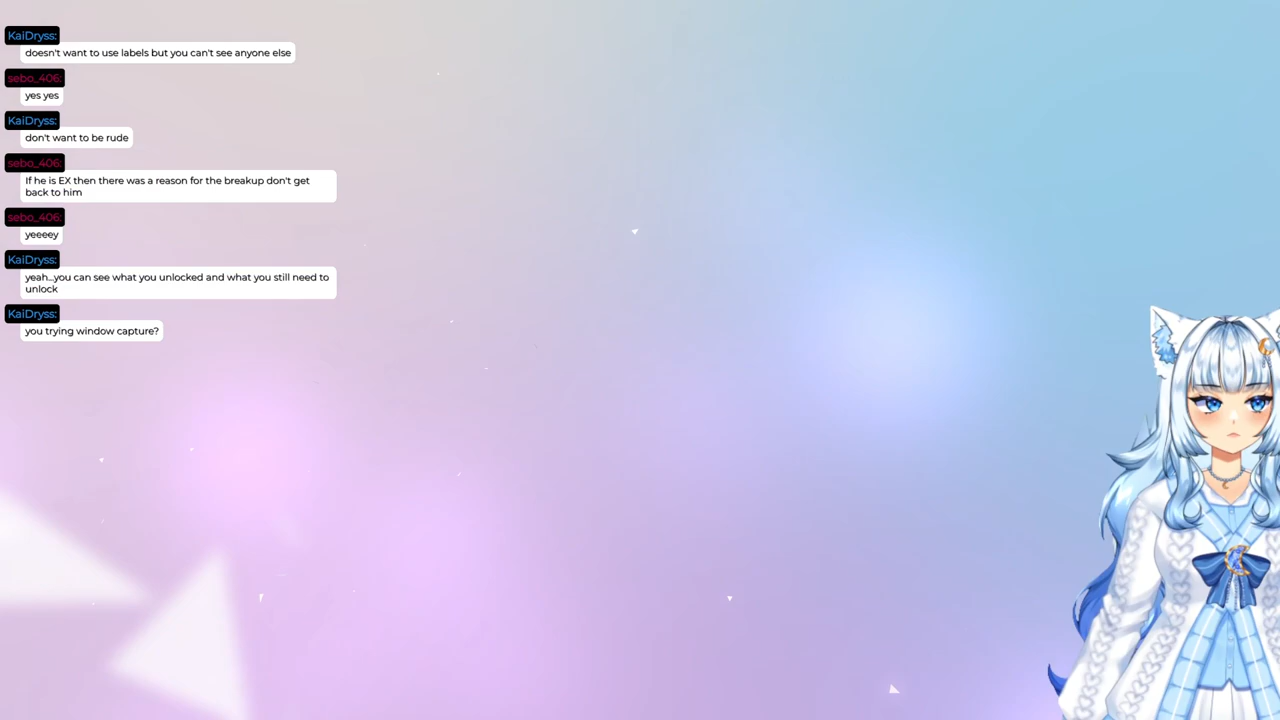 KaiDryss:
doesn't want to use labels but you can't see anyone else
sebo_406:
yes yes
KaiDryss:
don't want to be rude
sebo_406:
If he is EX then there was a reason for the breakup don't get
back to him
sebo_406:
yeeeey
KaiDryss:
yeah...you can see what you unlocked and what you still need to
unlock
KaiDryss:
you trying window capture?